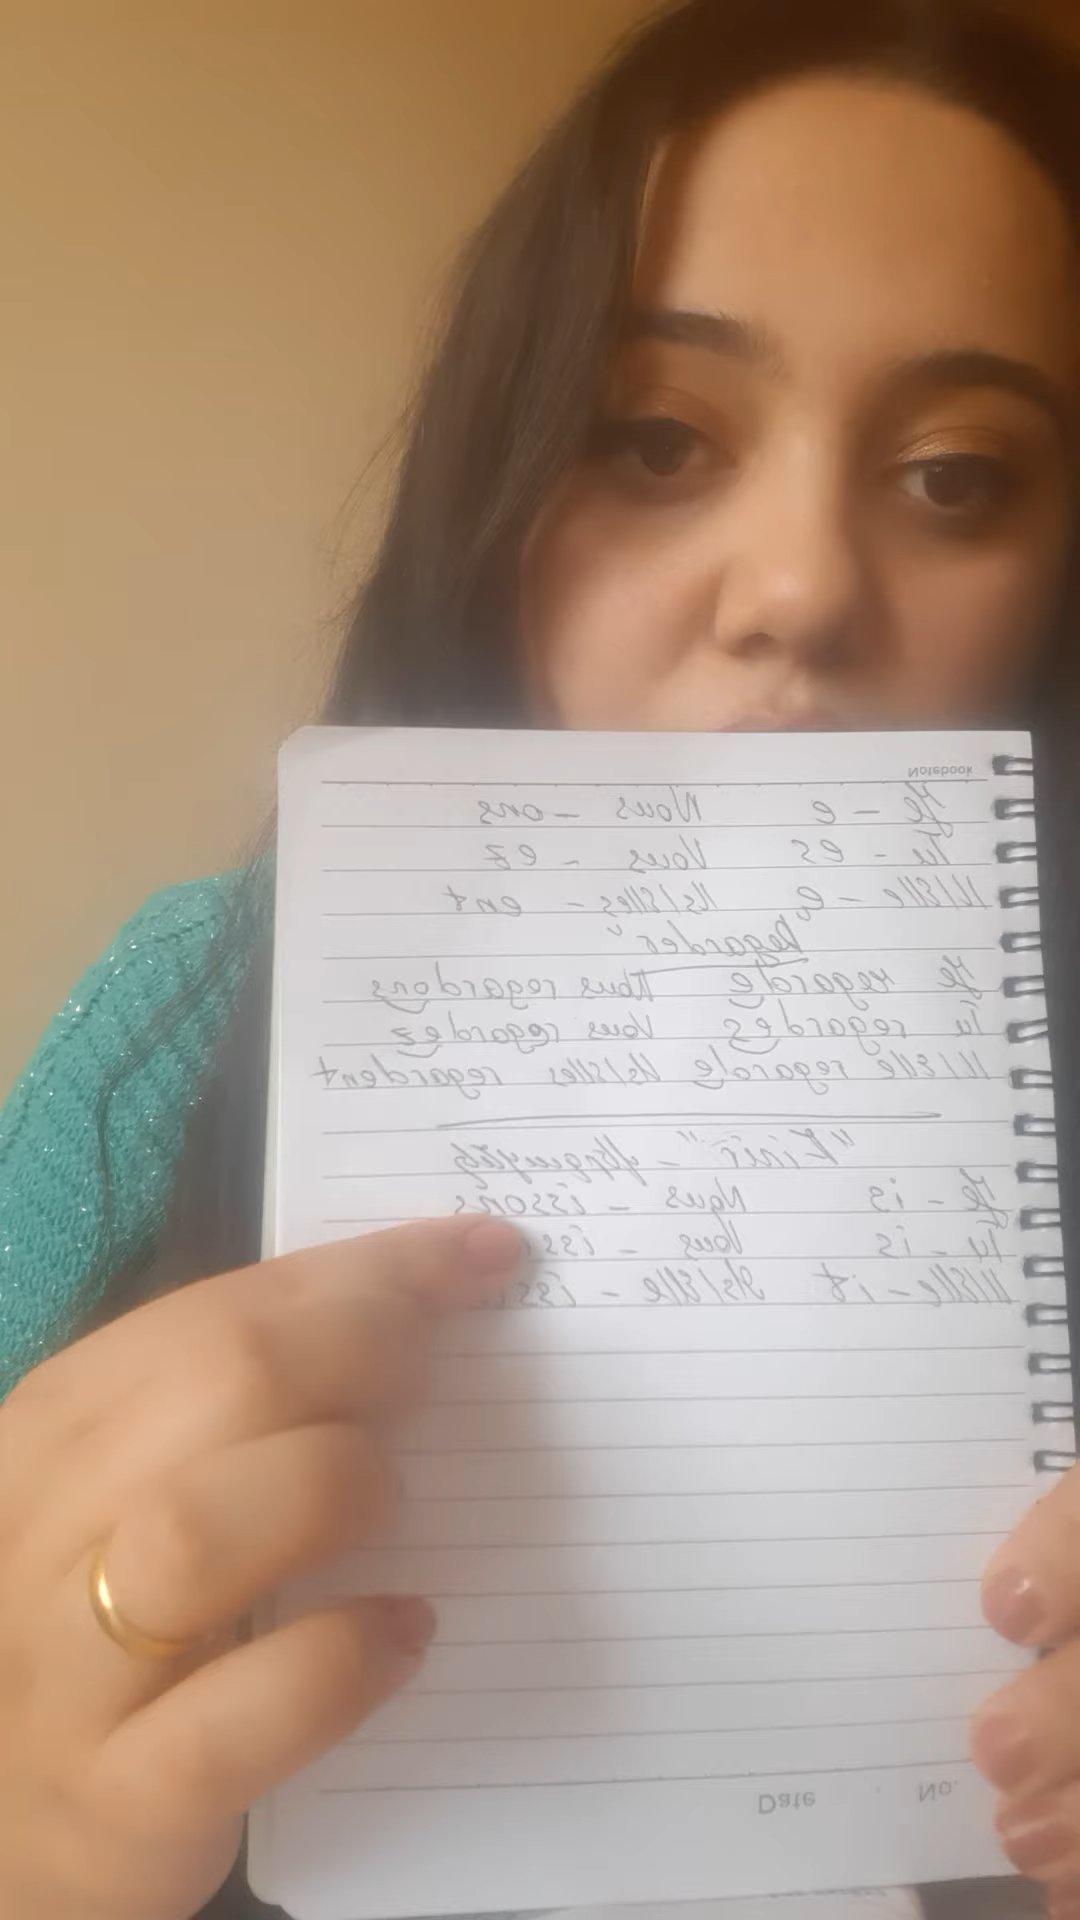 Notebook
Je - e Nous - ons
Tu - es Vous - ez
Il/Elle - e Ils/Elles - ent
"Regarder"
Je regarde Nous regardons
Tu regardes Vous regardez
Il/Elle regarde Ils/Elles regardent
"Finir" -
Je - is Nous - issons
Tu - is Vous - iss
Il/Elle - it Ils/Elle - iss
Date No.